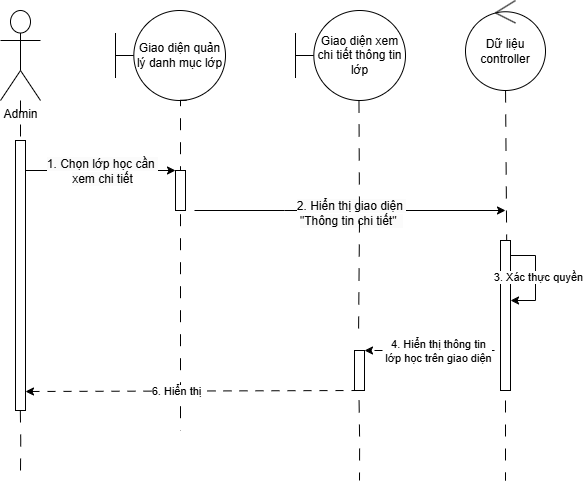 Giao diện quản
lý danh mục lớp
Giao diện xem
chi tiết thông tin
lớp
Dữ liệu
controller
Admin
1. Chọn lớp học cần
xem chi tiết
2. Hiển thị giao diện
"Thông tin chi tiết"
3. Xác thực quyền
4. Hiển thị thông tin
lớp học trên giao diện
6. Hiển thị